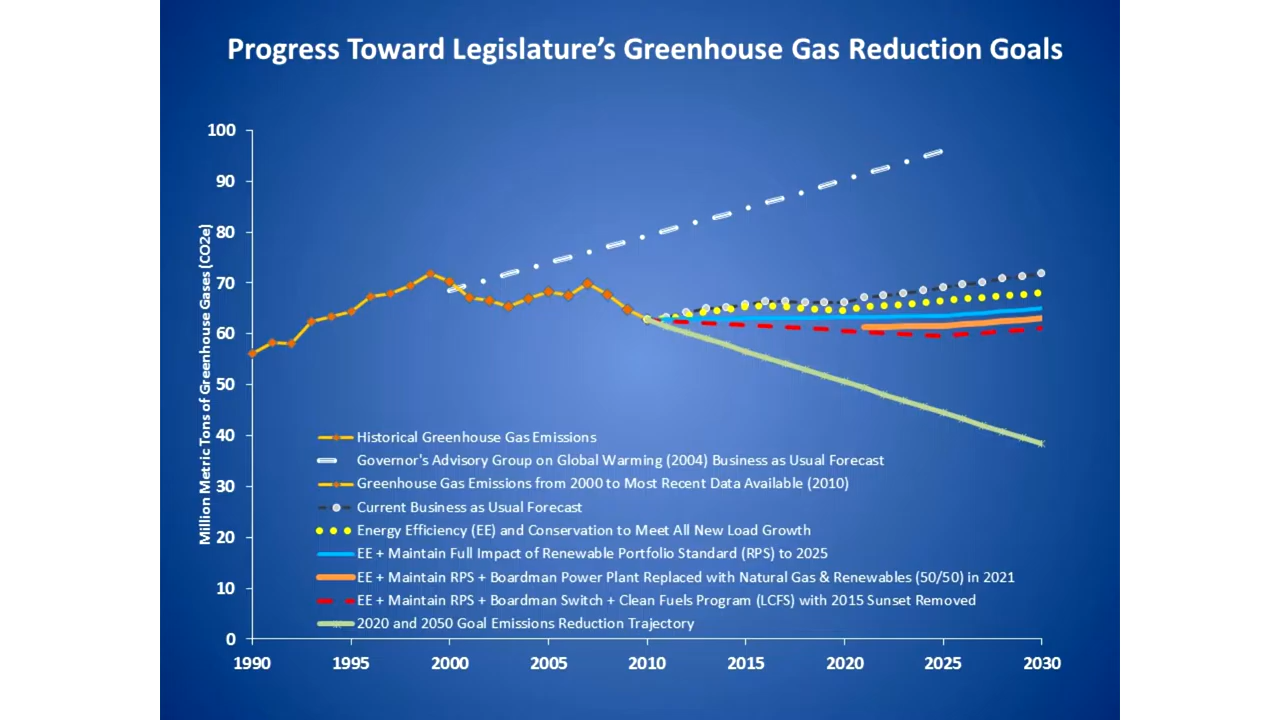 Progress Toward Legislature's Greenhouse Gas Reduction Goals
Million Metric Tons of Greenhouse Gases (CO2e)
100
90
80
70
60
50
40
30
20
10
0
Historical Greenhouse Gas Emissions
Governor's Advisory Group on Global Warming (2004) Business as Usual Forecast
Greenhouse Gas Emissions from 2000 to Most Recent Data Available (2010)
Current Business as Usual Forecast
Energy Efficiency (EE) and Conservation to Meet All New Load Growth
EE + Maintain Full Impact of Renewable Portfolio Standard (RPS) to 2025
EE + Maintain RPS + Boardman Power Plant Replaced with Natural Gas & Renewables (50/50) in 2021
EE + Maintain RPS + Boardman Switch + Clean Fuels Program (LCFS) with 2015 Sunset Removed
2020 and 2050 Goal Emissions Reduction Trajectory
1990 1995 2000 2005 2010 2015 2020 2025 2030